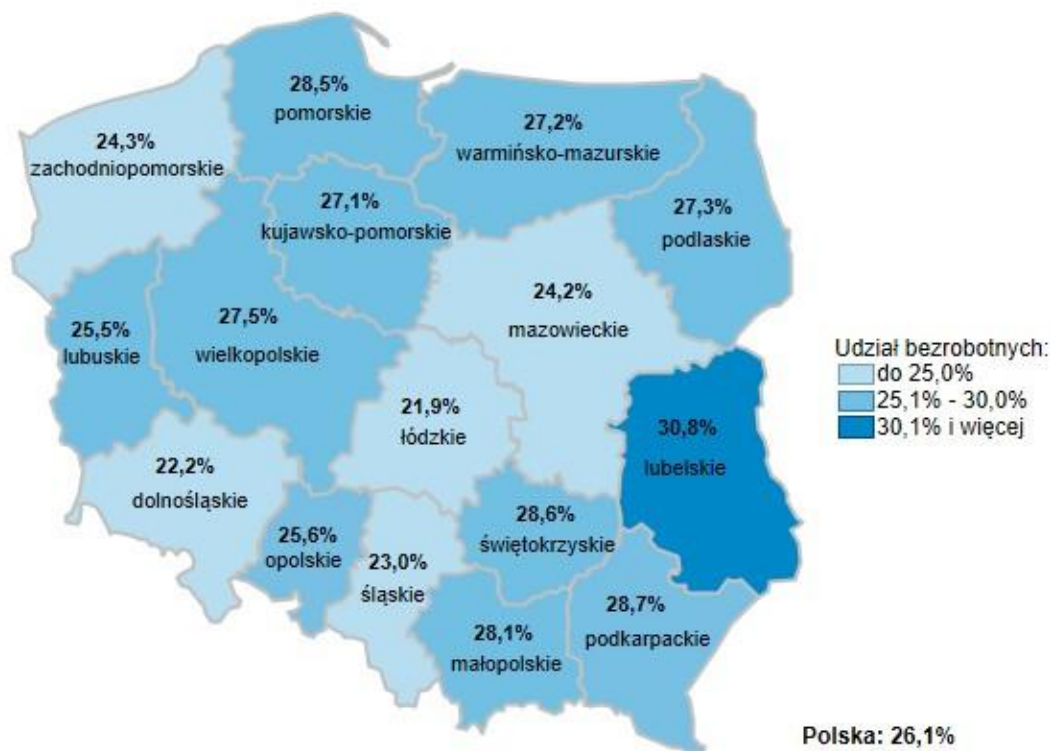 28,5%
pomorskie
24,3%
zachodniopomorskie
27,2%
warmińsko-mazurskie
27,1%
kujawsko-pomorskie
27,3%
podlaskie
24,2%
mazowieckie
25,5%
lubuskie
27,5%
wielkopolskie
21,9%
łódzkie
30,8%
lubelskie
22,2%
dolnośląskie
25,6%
opolskie
23,0%
śląskie
28,6%
świętokrzyskie
28,1%
małopolskie
28,7%
podkarpackie
Udział bezrobotnych:
do 25,0%
25,1% - 30,0%
30,1% i więcej
Polska: 26,1%